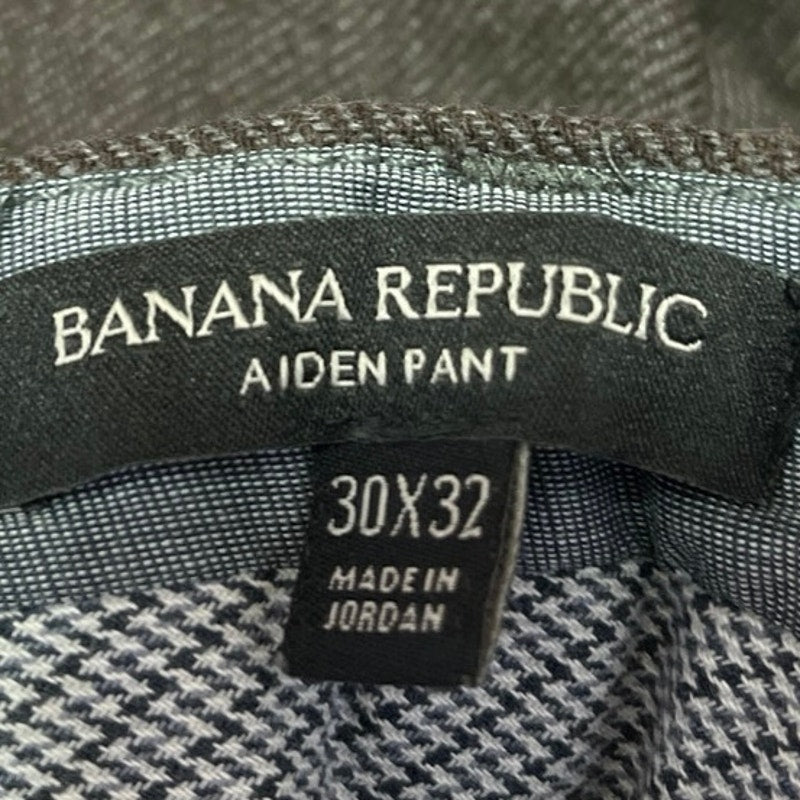 BANANA REPUBLIC
AIDEN PANT
30X32
MADE IN
JORDAN